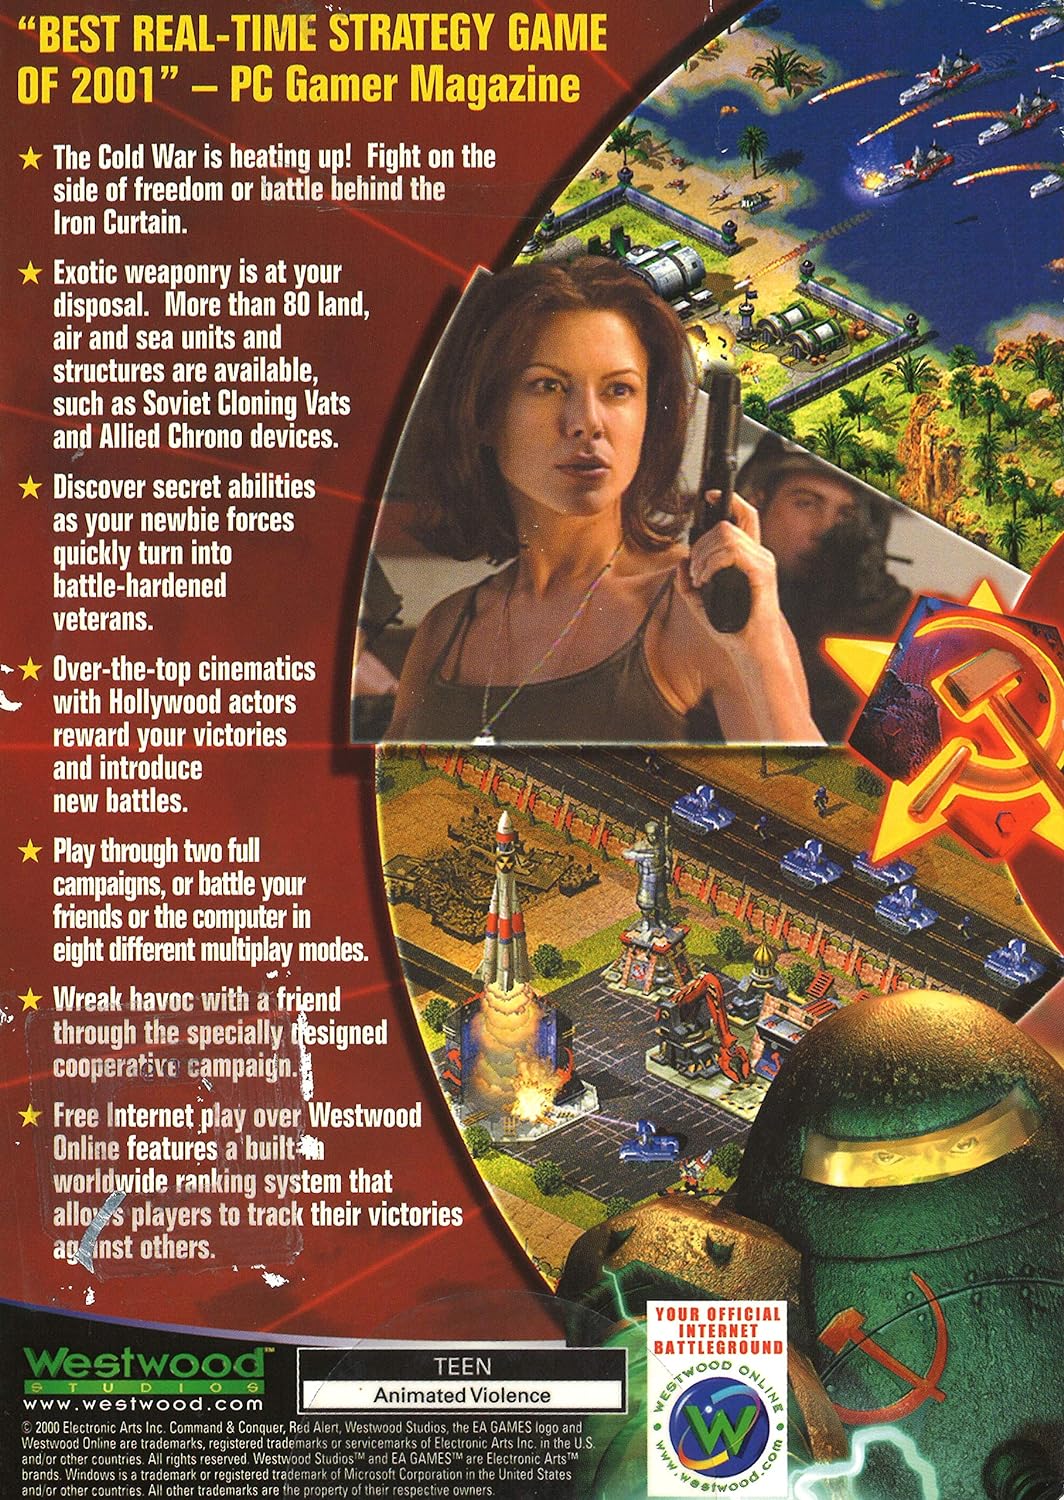 “BEST REAL-TIME STRATEGY GAME
OF 2001” – PC Gamer Magazine
The Cold War is heating up! Fight on the
side of freedom or battle behind the
Iron Curtain.
Exotic weaponry is at your
disposal. More than 80 land,
air and sea units and
structures are available,
such as Soviet Cloning Vats
and Allied Chrono devices.
Discover secret abilities
as your newbie forces
quickly turn into
battle-hardened
veterans.
Over-the-top cinematics
with Hollywood actors
reward your victories
and introduce
new battles.
Play through two full
campaigns, or battle your
friends or the computer in
eight different multiplay modes.
Wreak havoc with a friend
through the specially designed
cooperative campaign.
Free Internet play over Westwood
Online features a built-in
worldwide ranking system that
allows players to track their victories
against others.
Westwood™
STUDIOS
www.westwood.com
TEEN
Animated Violence
YOUR OFFICIAL
INTERNET
BATTLEGROUND
WESTWOOD ONLINE
W
www.westwood.com
© 2000 Electronic Arts Inc. Command & Conquer, Red Alert, Westwood Studios, the EA GAMES logo and
Westwood Online are trademarks, registered trademarks or servicemarks of Electronic Arts Inc. in the U.S.
and/or other countries. All rights reserved. Westwood Studios™ and EA GAMES™ are Electronic Arts™
brands. Windows is a trademark or registered trademark of Microsoft Corporation in the United States
and/or other countries. All other trademarks are the property of their respective owners.